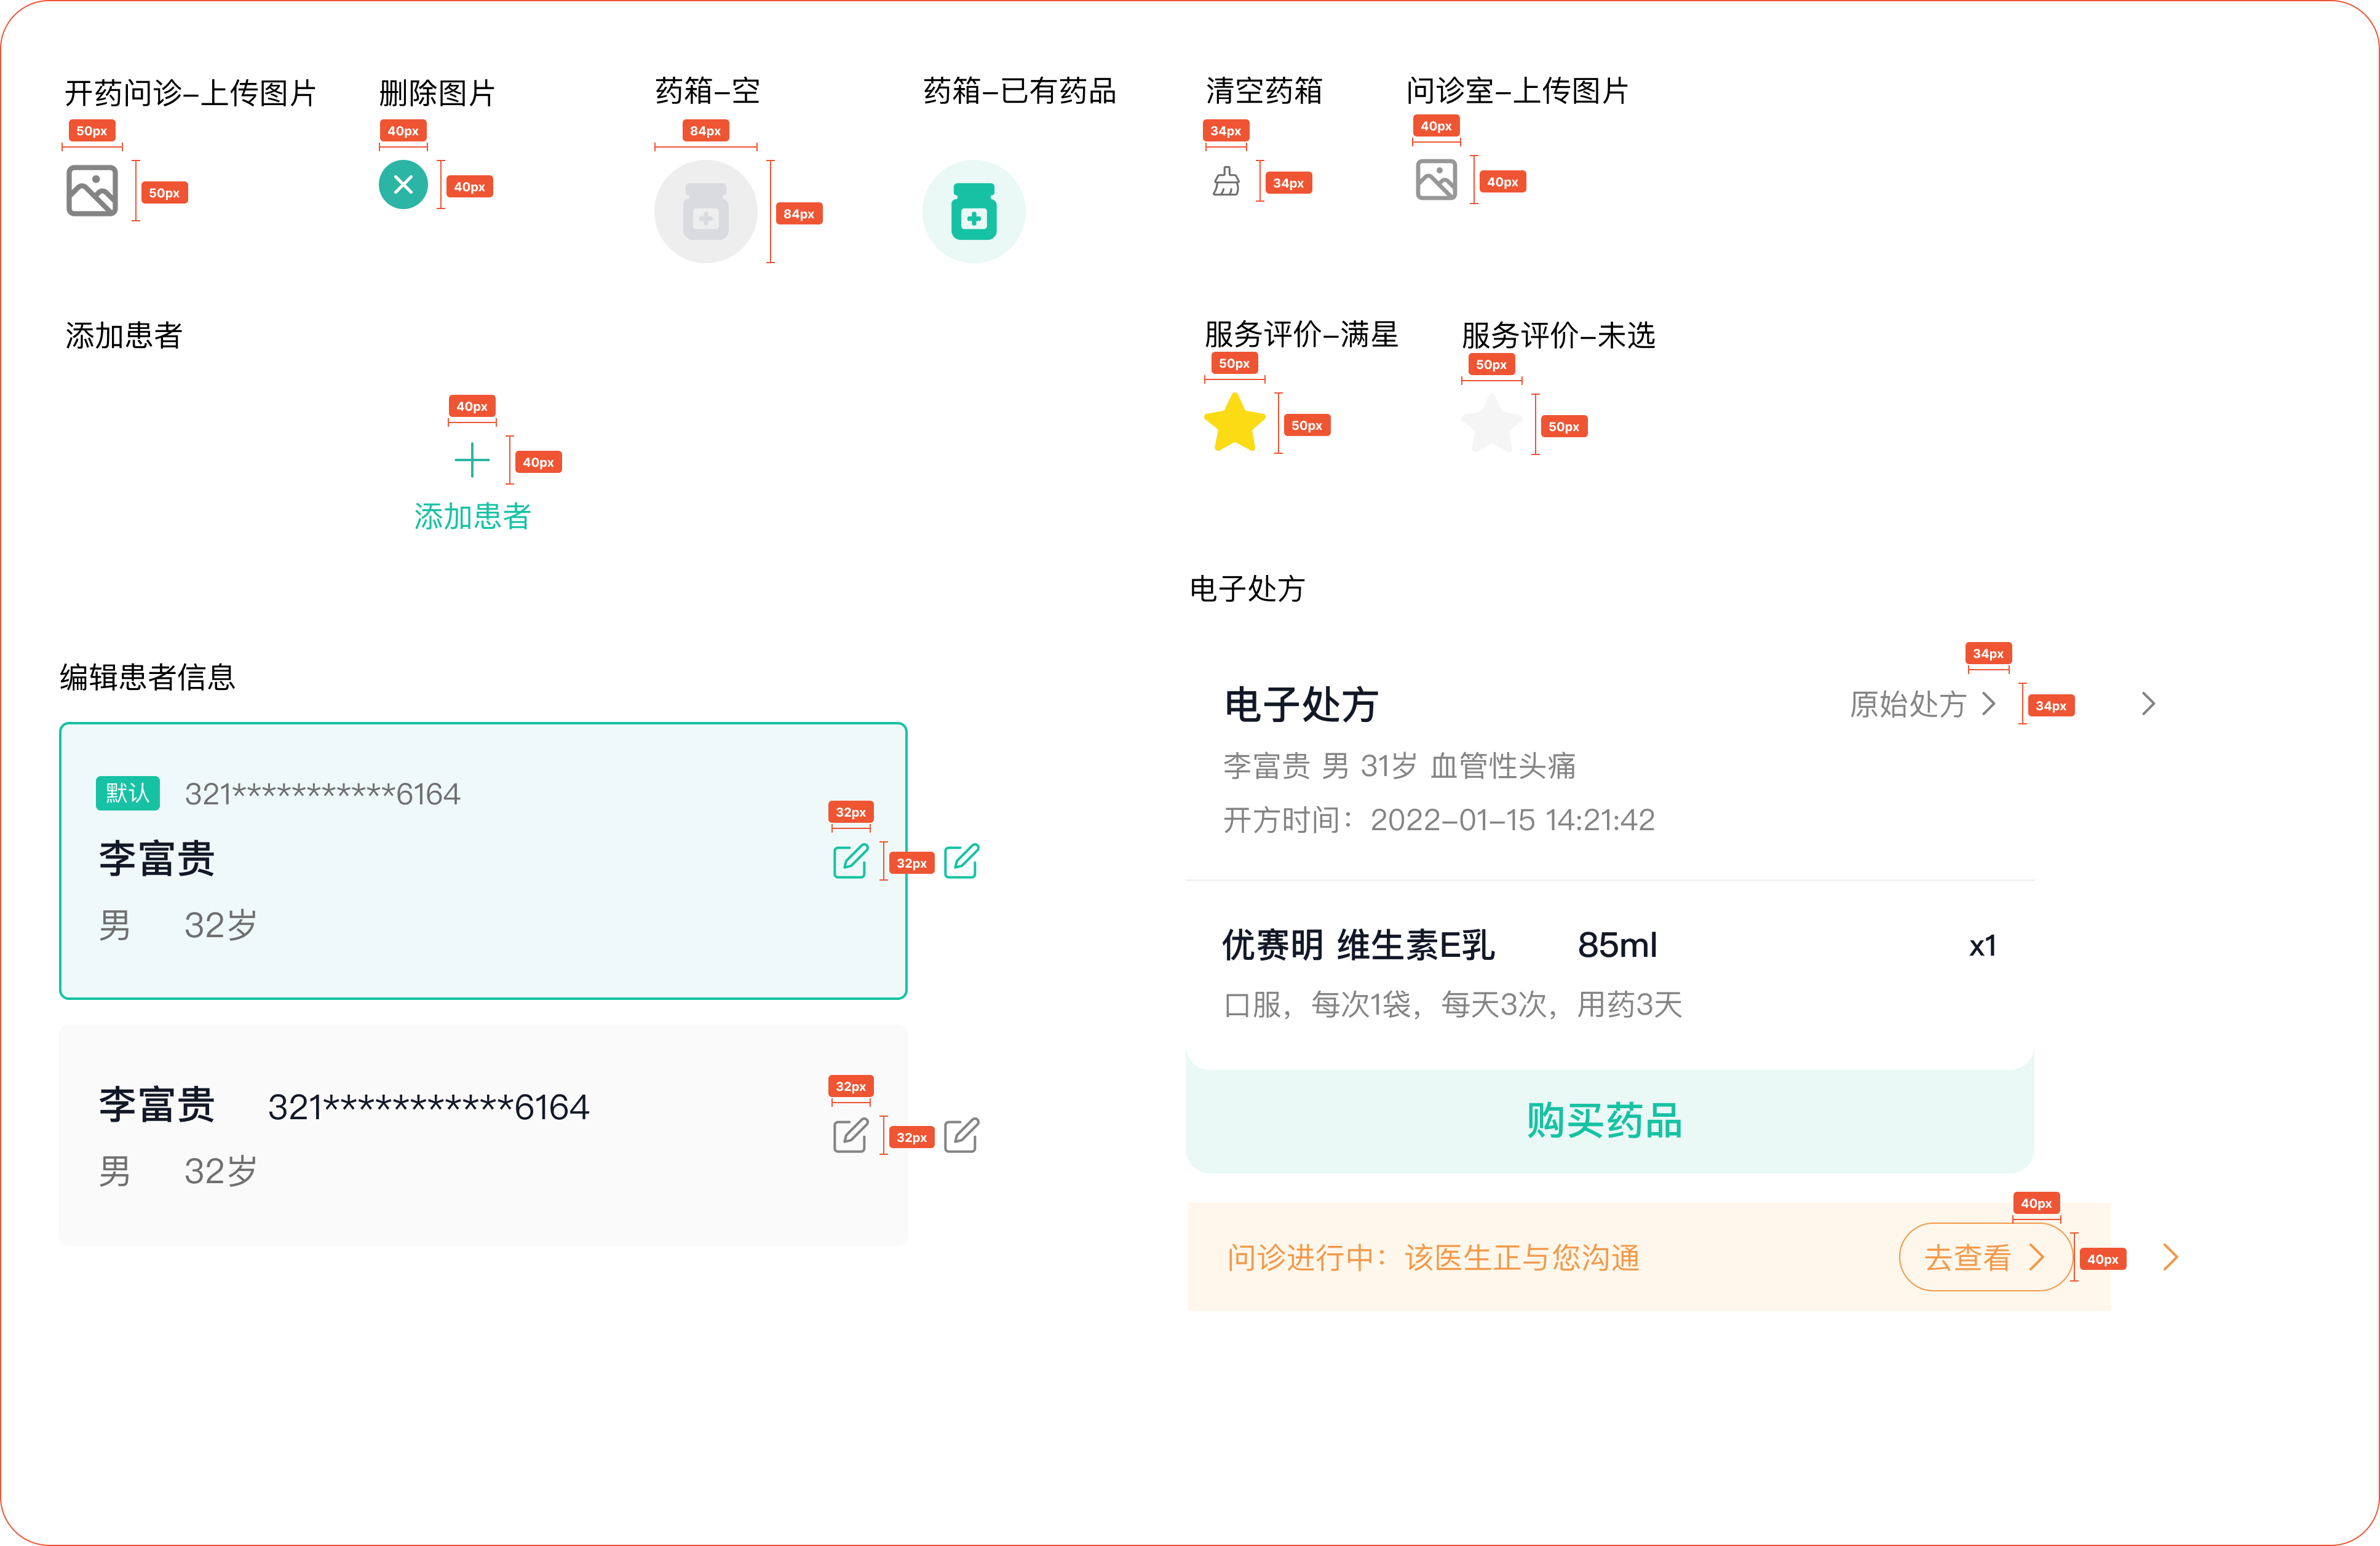 开药问诊–上传图片
删除图片
药箱–空
药箱–已有药品
清空药箱
问诊室–上传图片
50px
40px
84px
34px
40px
50px
40px
84px
34px
40px
添加患者
服务评价–满星
服务评价–未选
50px
50px
40px
50px
50px
40px
添加患者
电子处方
编辑患者信息
34px
电子处方
原始处方
34px
李富贵 男 31岁 血管性头痛
默认 321***********6164
开方时间：2022–01–15 14:21:42
32px
李富贵
32px
男 32岁
优赛明 维生素E乳 85ml x1
口服，每次1袋，每天3次，用药3天
32px
李富贵 321***********6164
32px
男 32岁
购买药品
40px
问诊进行中：该医生正与您沟通
去查看
40px